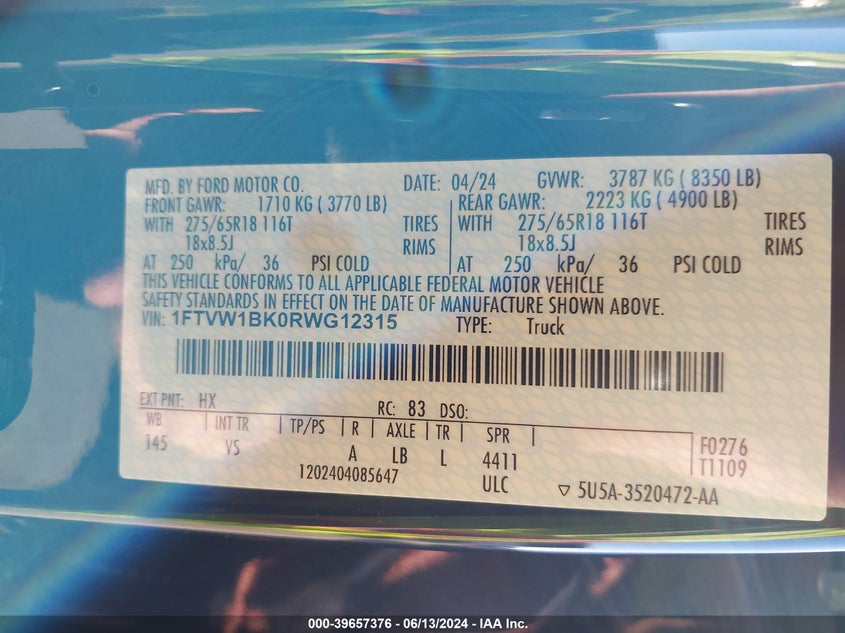 MFD. BY FORD MOTOR CO. DATE: 04/24 GVWR: 3787 KG ( 8350 LB)
FRONT GAWR: 1710 KG ( 3770 LB) REAR GAWR: 2223 KG ( 4900 LB)
WITH 275/65R18 116T TIRES WITH 275/65R18 116T TIRES
18x8.5J RIMS 18x8.5J RIMS
AT 250 kPa/ 36 PSI COLD AT 250 kPa/ 36 PSI COLD
THIS VEHICLE CONFORMS TO ALL APPLICABLE FEDERAL MOTOR VEHICLE
SAFETY STANDARDS IN EFFECT ON THE DATE OF MANUFACTURE SHOWN ABOVE.
VIN: 1FTVW1BK0RWG12315 TYPE: Truck
EXT PNT: HX RC: 83 DSO:
WB INT TR TP/PS R AXLE TR SPR
145 VS A LB L 4411
F0276
T1109
1202404085647 ULC ▽ 5U5A-3520472-AA
000-39657376 - 06/13/2024 - IAA Inc.